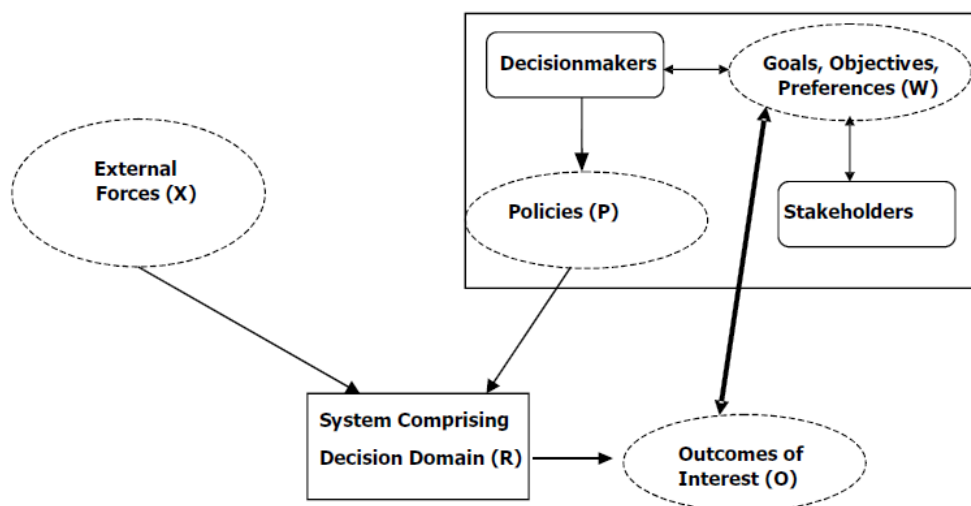 Decisionmakers
Goals, Objectives,
Preferences (W)
External
Forces (X)
Policies (P)
Stakeholders
System Comprising
Decision Domain (R)
Outcomes of
Interest (O)